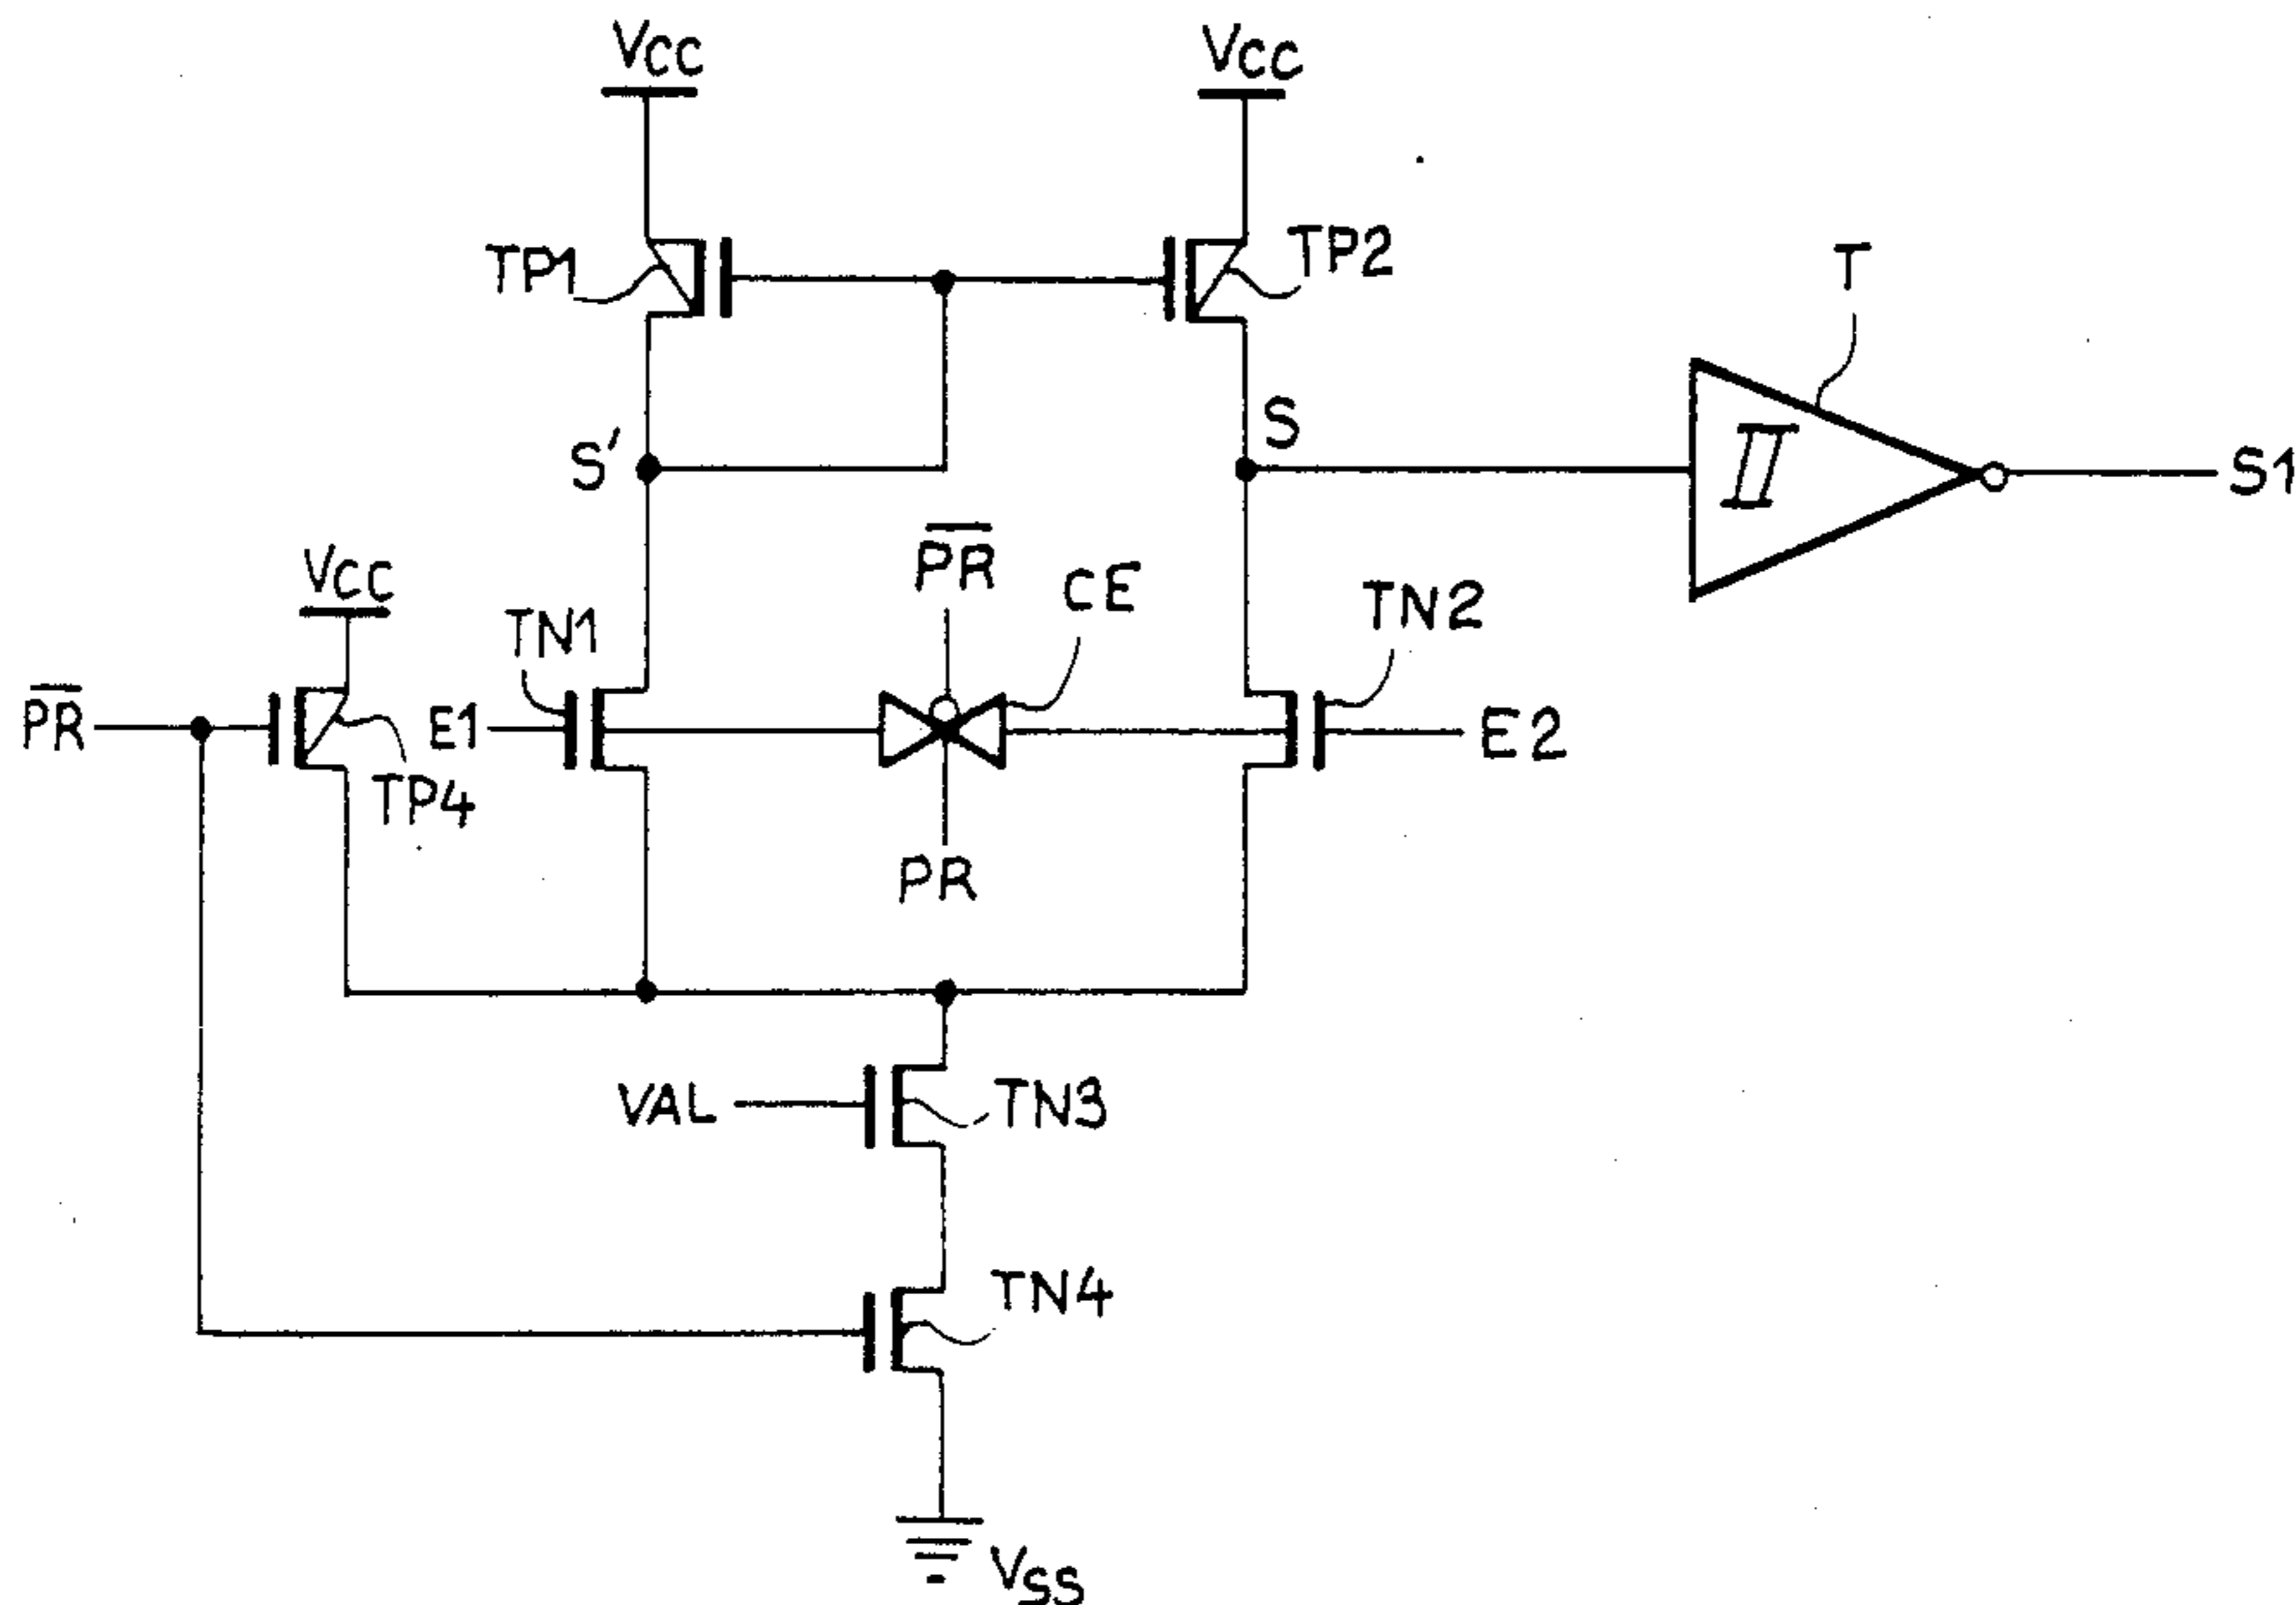 VCC
VCC
TP1
TP2
T
S'
S
II
S1
VCC
PR
CE
TN1
TN2
PR
E1
E2
TP4
PR
VAL
TN3
TN4
VSS